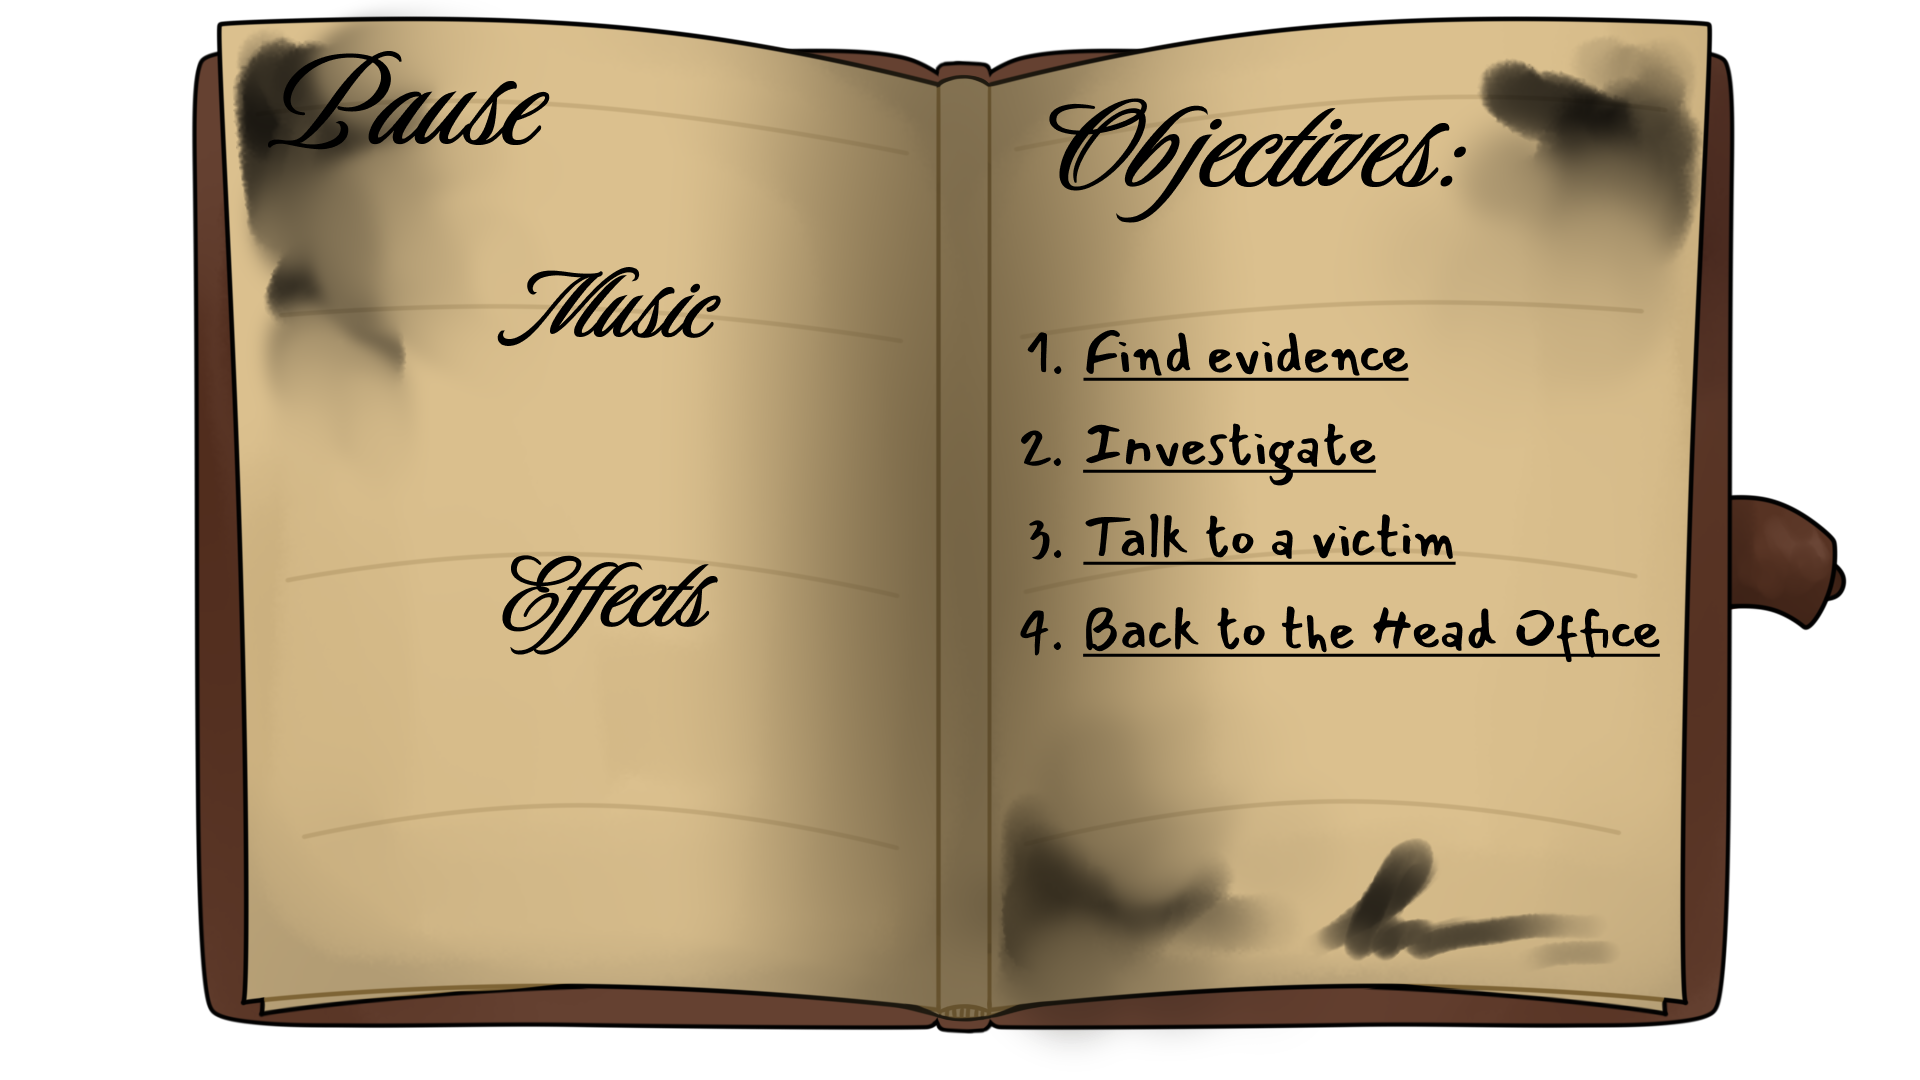 Pause
Music
Effects
Objectives:
1. Find evidence
2. Investigate
3. Talk to a victim
4. Back to the Head Office